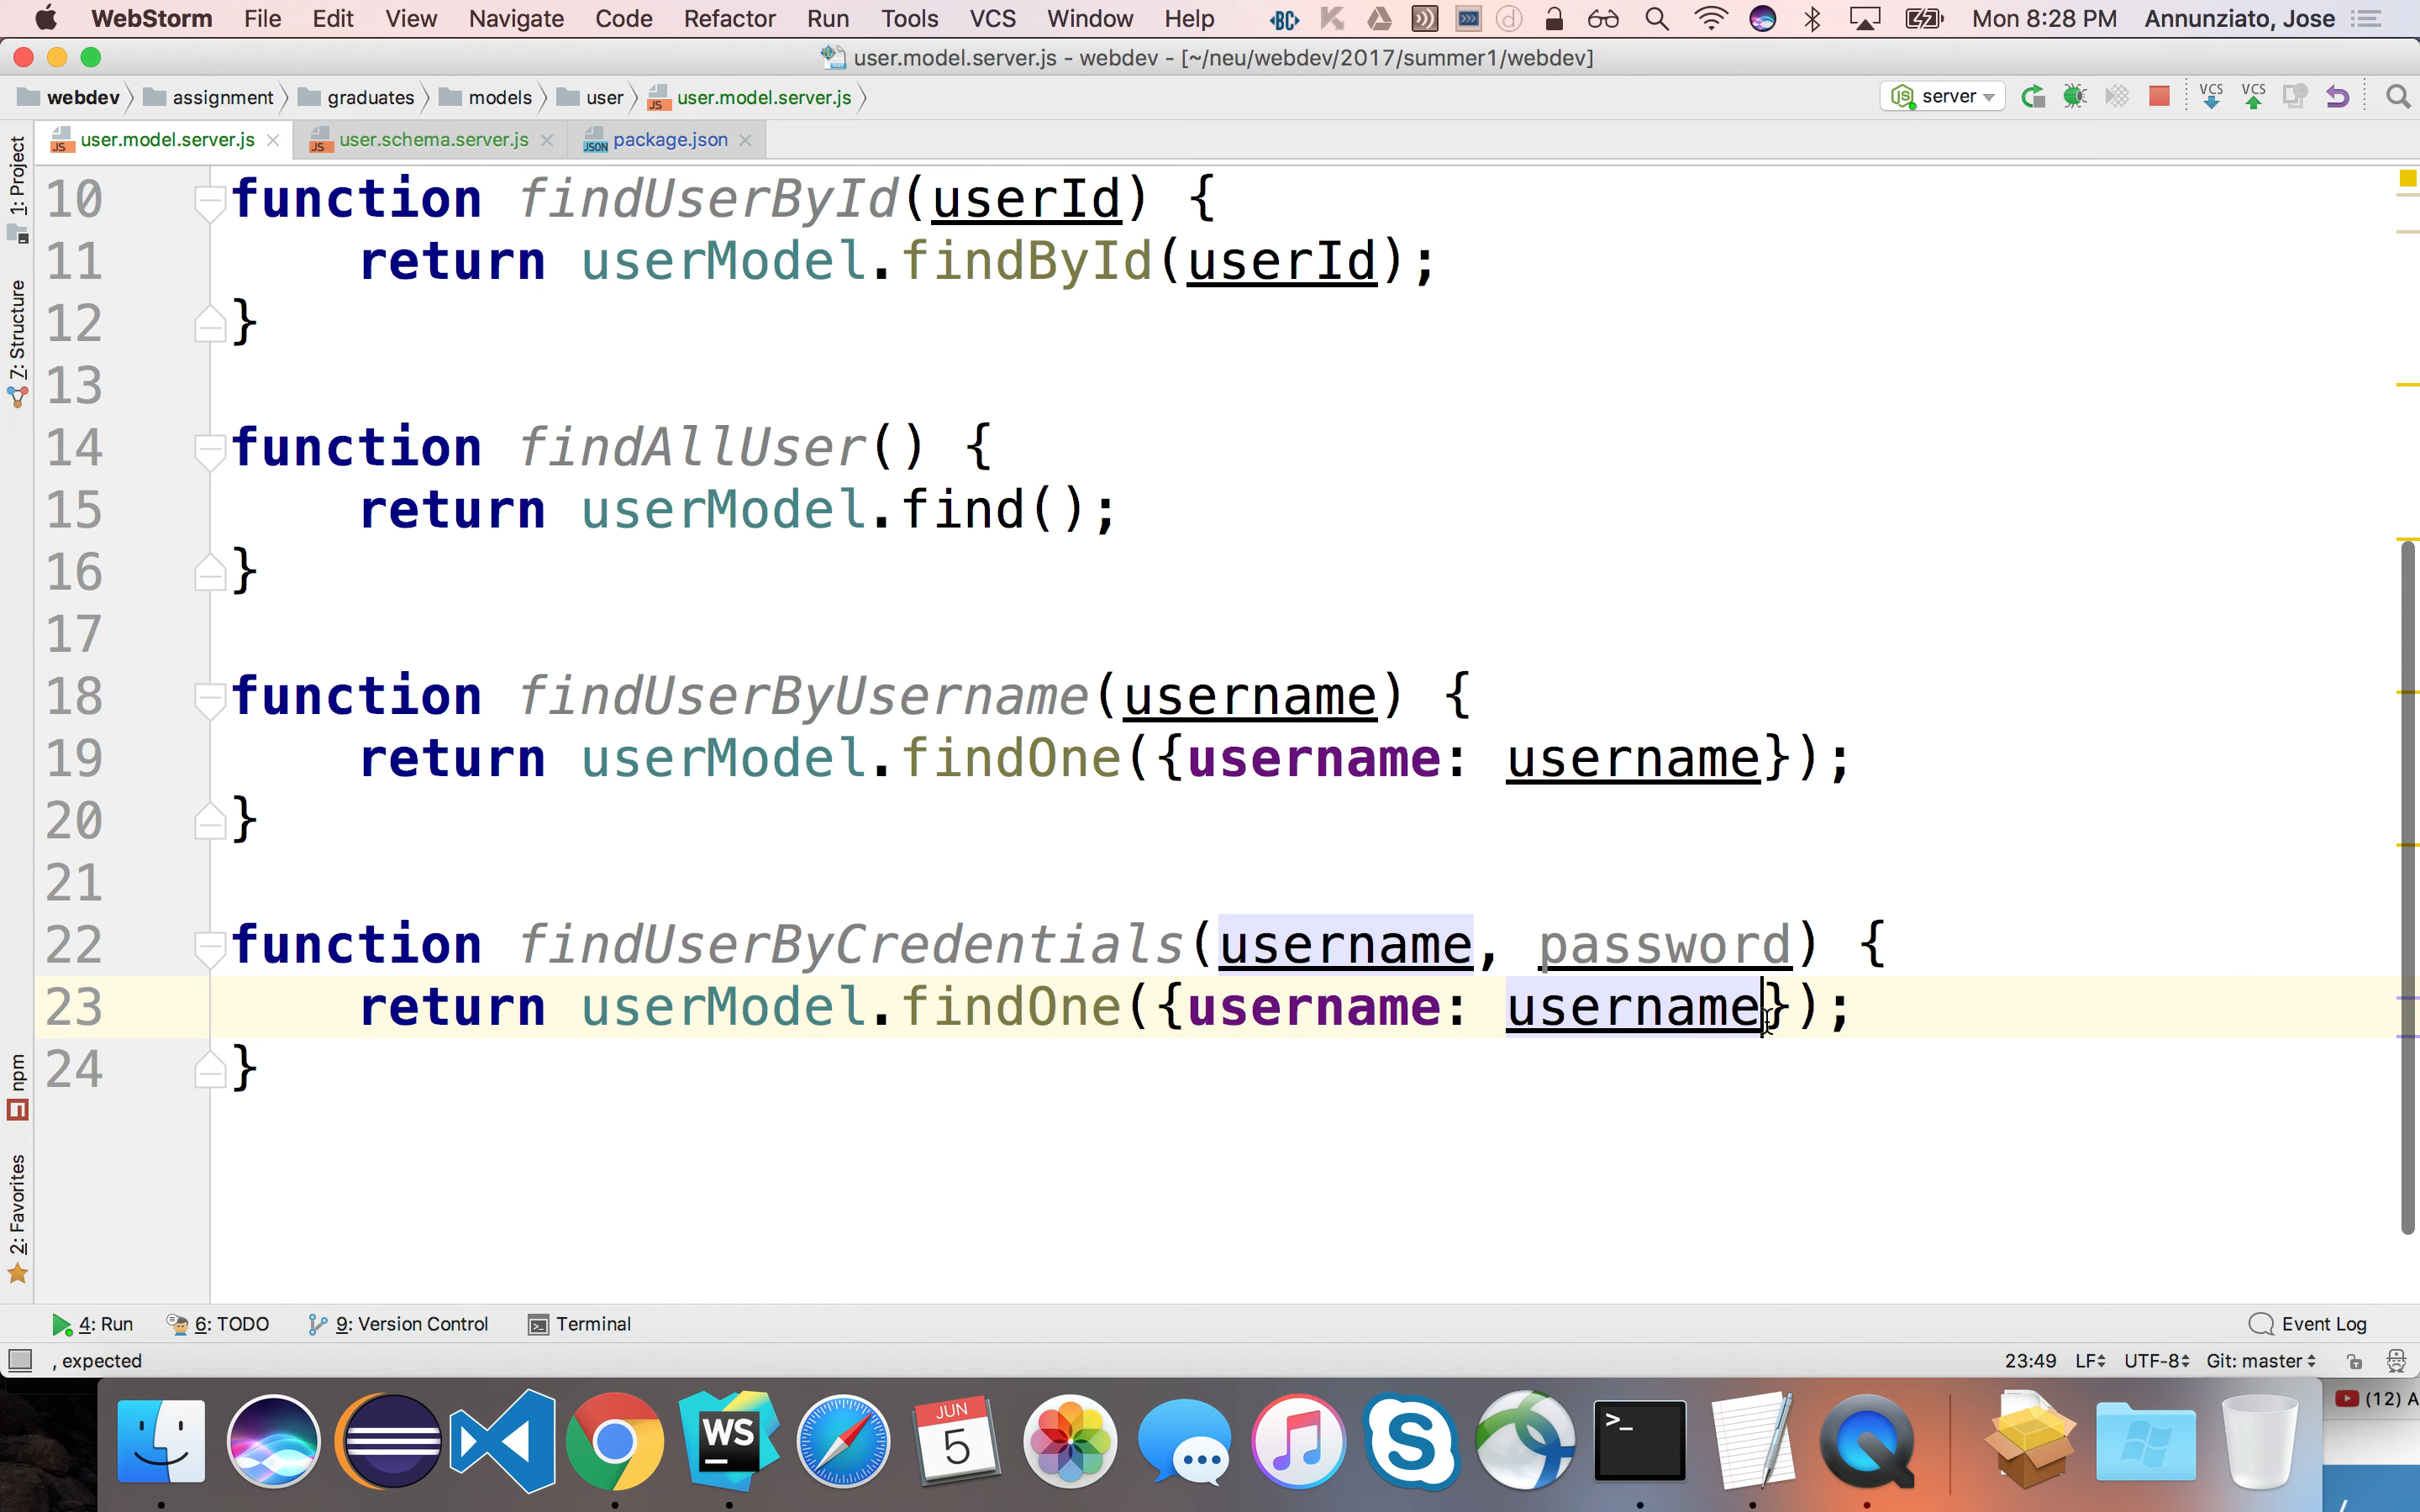 WebStorm File Edit View Navigate Code Refactor Run Tools VCS Window Help BC Mon 8:28 PM Annunziato, Jose
user.model.server.js - webdev - [~/neu/webdev/2017/summer1/webdev]
webdev assignment graduates models user user.model.server.js server VCS VCS
user.model.server.js user.schema.server.js package.json
1: Project
7: Structure
npm
2: Favorites
10 function findUserById(userId) {
11 return userModel.findById(userId);
12 }
13
14 function findAllUser() {
15 return userModel.find();
16 }
17
18 function findUserByUsername(username) {
19 return userModel.findOne({username: username});
20 }
21
22 function findUserByCredentials(username, password) {
23 return userModel.findOne({username: username});
24 }
4: Run 6: TODO 9: Version Control Terminal Event Log
, expected 23:49 LF UTF-8 Git: master
WS JUN 5 S >_ (12) A